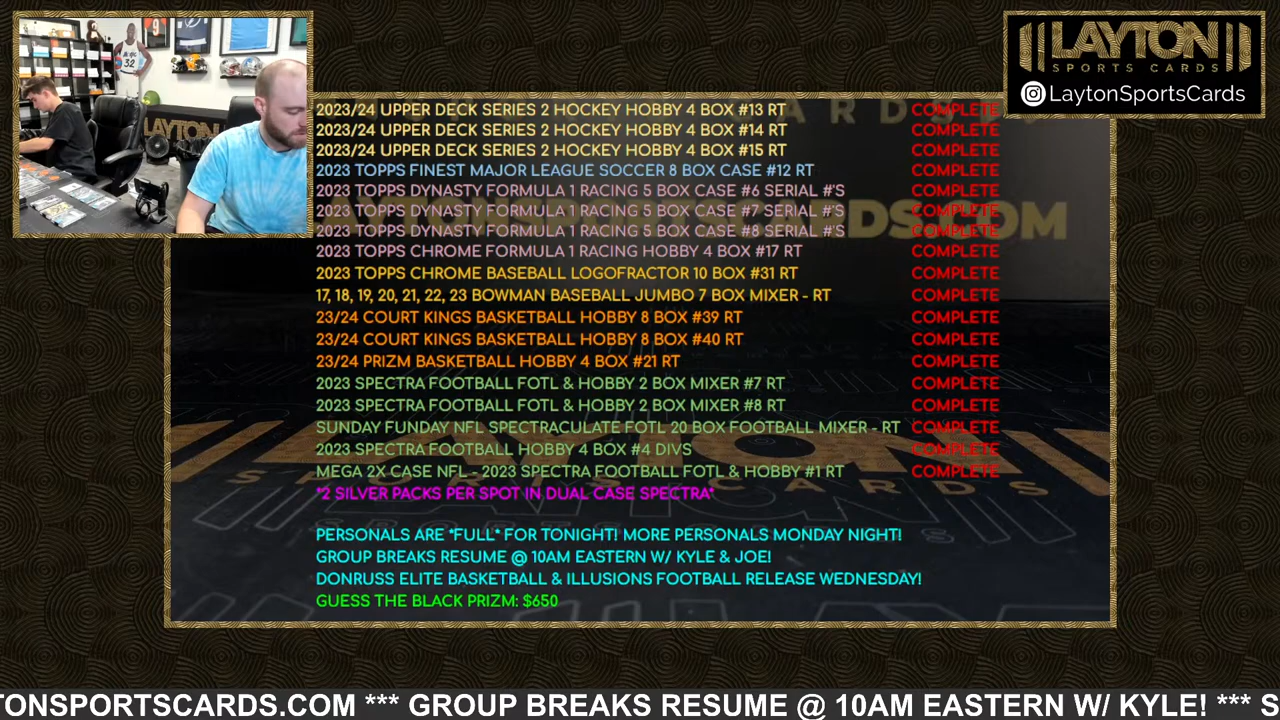 LAYTON
SPORTS CARDS
LaytonSportsCards
32
9
LAYTON
2023/24 UPPER DECK SERIES 2 HOCKEY HOBBY 4 BOX #13 RT COMPLETE
2023/24 UPPER DECK SERIES 2 HOCKEY HOBBY 4 BOX #14 RT COMPLETE
2023/24 UPPER DECK SERIES 2 HOCKEY HOBBY 4 BOX #15 RT COMPLETE
2023 TOPPS FINEST MAJOR LEAGUE SOCCER 8 BOX CASE #12 RT COMPLETE
2023 TOPPS DYNASTY FORMULA 1 RACING 5 BOX CASE #6 SERIAL #'S COMPLETE
2023 TOPPS DYNASTY FORMULA 1 RACING 5 BOX CASE #7 SERIAL #'S COMPLETE
2023 TOPPS DYNASTY FORMULA 1 RACING 5 BOX CASE #8 SERIAL #'S COMPLETE
2023 TOPPS CHROME FORMULA 1 RACING HOBBY 4 BOX #17 RT COMPLETE
2023 TOPPS CHROME BASEBALL LOGOFRACTOR 10 BOX #31 RT COMPLETE
17, 18, 19, 20, 21, 22, 23 BOWMAN BASEBALL JUMBO 7 BOX MIXER - RT COMPLETE
23/24 COURT KINGS BASKETBALL HOBBY 8 BOX #39 RT COMPLETE
23/24 COURT KINGS BASKETBALL HOBBY 8 BOX #40 RT COMPLETE
23/24 PRIZM BASKETBALL HOBBY 4 BOX #21 RT COMPLETE
2023 SPECTRA FOOTBALL FOTL & HOBBY 2 BOX MIXER #7 RT COMPLETE
2023 SPECTRA FOOTBALL FOTL & HOBBY 2 BOX MIXER #8 RT COMPLETE
SUNDAY FUNDAY NFL SPECTRACULATE FOTL 20 BOX FOOTBALL MIXER - RT COMPLETE
2023 SPECTRA FOOTBALL HOBBY 4 BOX #4 DIVS COMPLETE
MEGA 2X CASE NFL - 2023 SPECTRA FOOTBALL FOTL & HOBBY #1 RT COMPLETE
*2 SILVER PACKS PER SPOT IN DUAL CASE SPECTRA*
PERSONALS ARE *FULL* FOR TONIGHT! MORE PERSONALS MONDAY NIGHT!
GROUP BREAKS RESUME @ 10AM EASTERN W/ KYLE & JOE!
DONRUSS ELITE BASKETBALL & ILLUSIONS FOOTBALL RELEASE WEDNESDAY!
GUESS THE BLACK PRIZM: $650
TONSPORTSCARDS.COM *** GROUP BREAKS RESUME @ 10AM EASTERN W/ KYLE! *** S